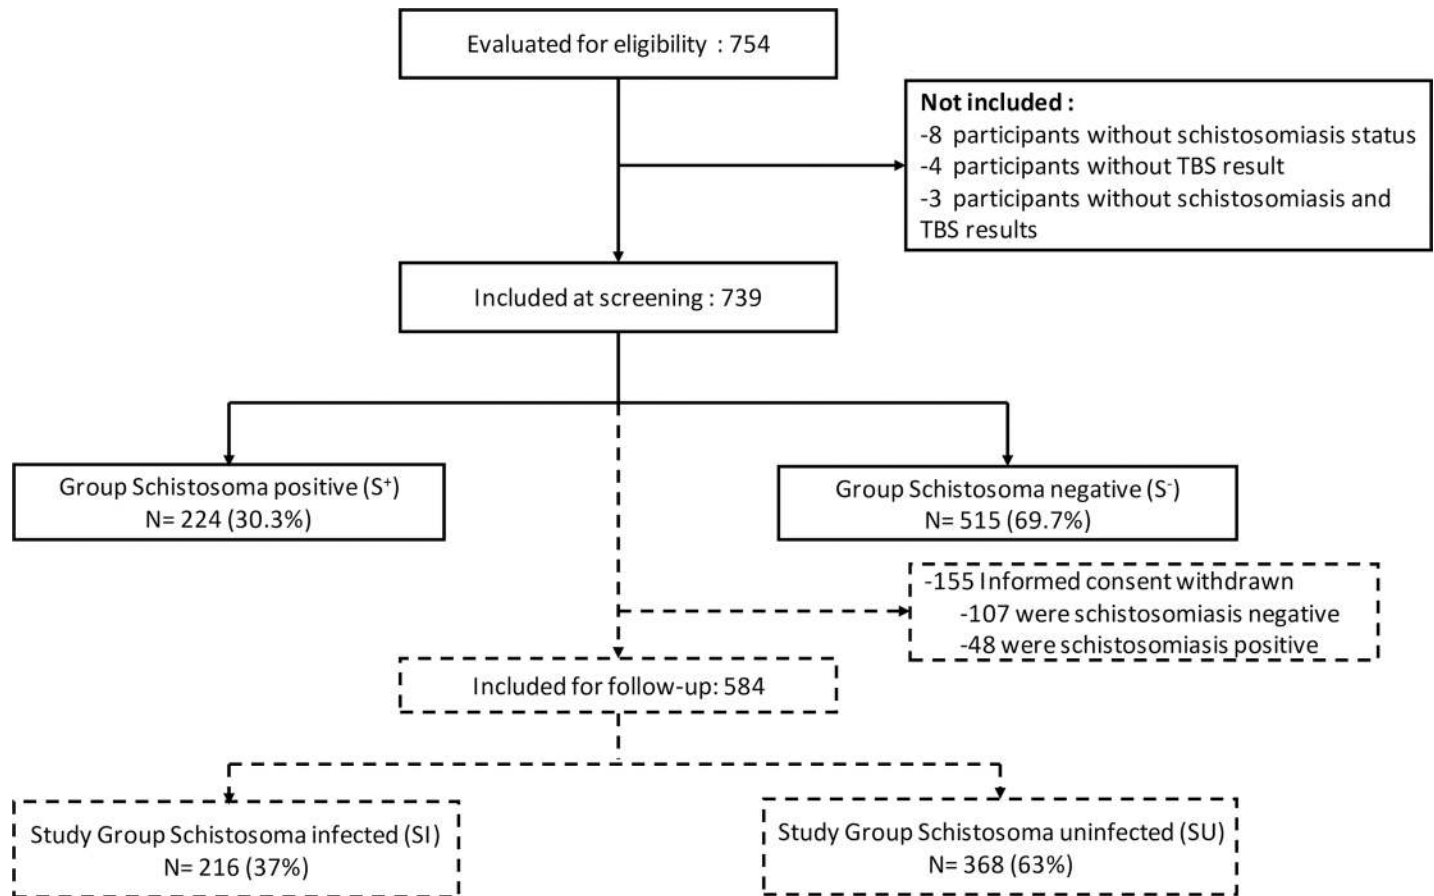 Evaluated for eligibility : 754
Not included :
-8 participants without schistosomiasis status
-4 participants without TBS result
-3 participants without schistosomiasis and
TBS results
Included at screening : 739
Group Schistosoma positive (S⁺)
N= 224 (30.3%)
Group Schistosoma negative (S⁻)
N= 515 (69.7%)
-155 Informed consent withdrawn
-107 were schistosomiasis negative
-48 were schistosomiasis positive
Included for follow-up: 584
Study Group Schistosoma infected (SI)
N= 216 (37%)
Study Group Schistosoma uninfected (SU)
N= 368 (63%)